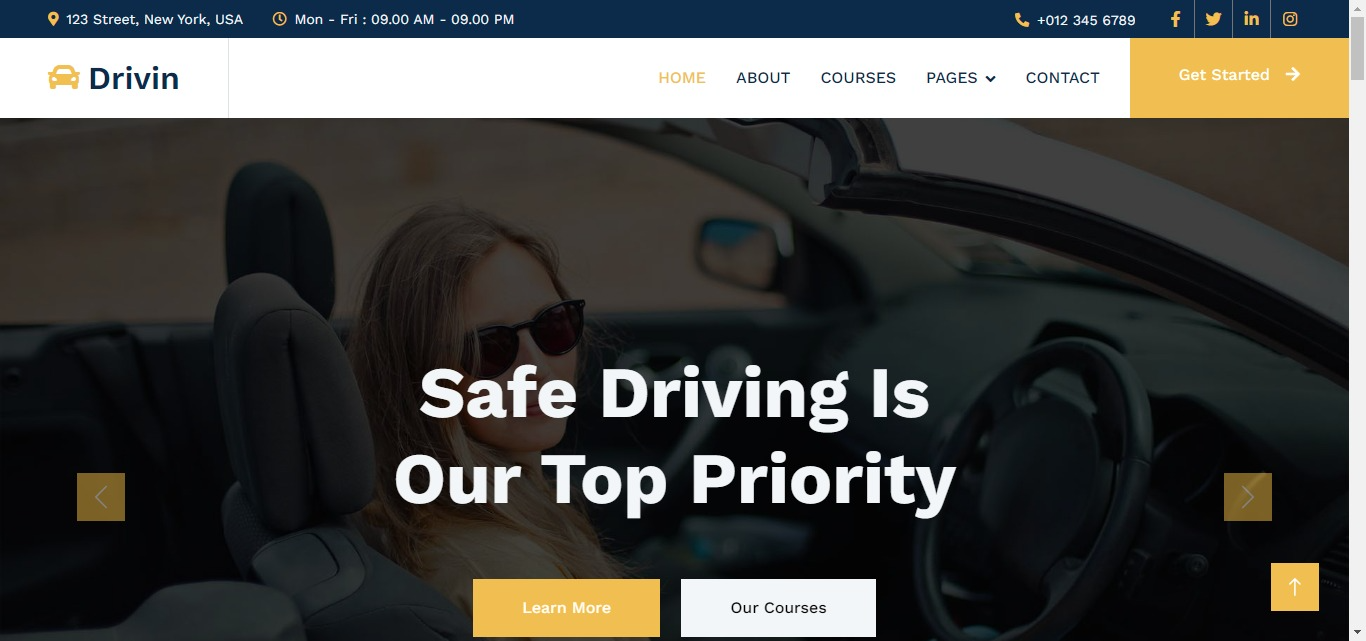 123 Street, New York, USA
Mon - Fri : 09.00 AM - 09.00 PM
+012 345 6789
Drivin
HOME
ABOUT
COURSES
PAGES
CONTACT
Get Started
Safe Driving Is
Our Top Priority
Learn More
Our Courses